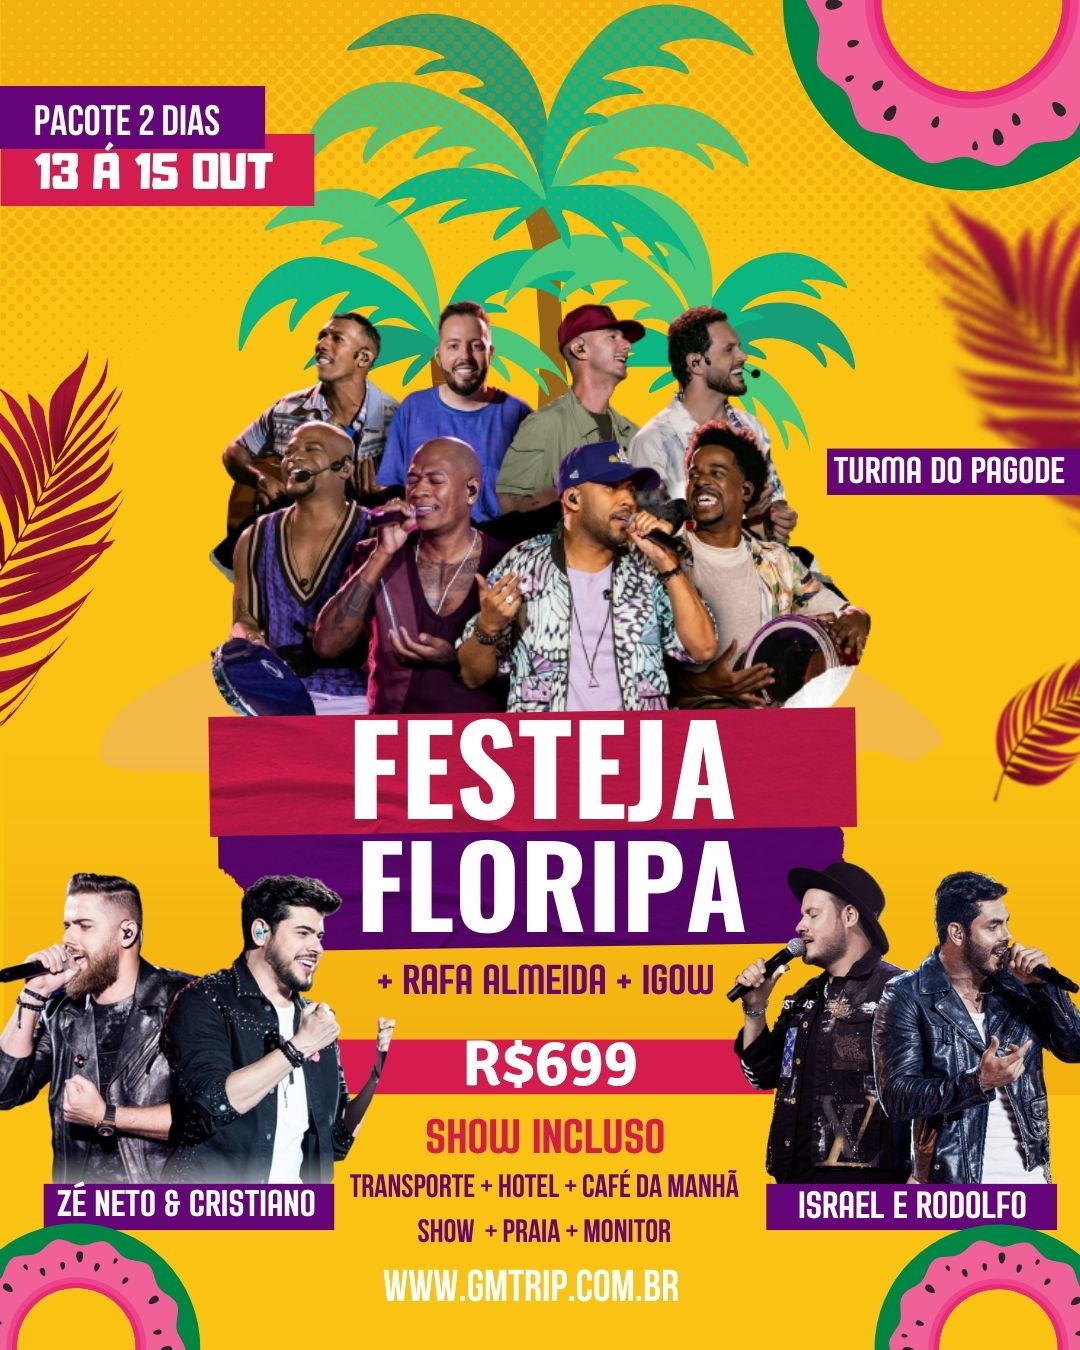 PACOTE 2 DIAS
13 Á 15 OUT
TURMA DO PAGODE
FESTEJA
FLORIPA
+ RAFA ALMEIDA + IGOW
R$699
SHOW INCLUSO
TRANSPORTE + HOTEL + CAFÉ DA MANHÃ
SHOW + PRAIA + MONITOR
ZÉ NETO & CRISTIANO
ISRAEL E RODOLFO
WWW.GMTRIP.COM.BR